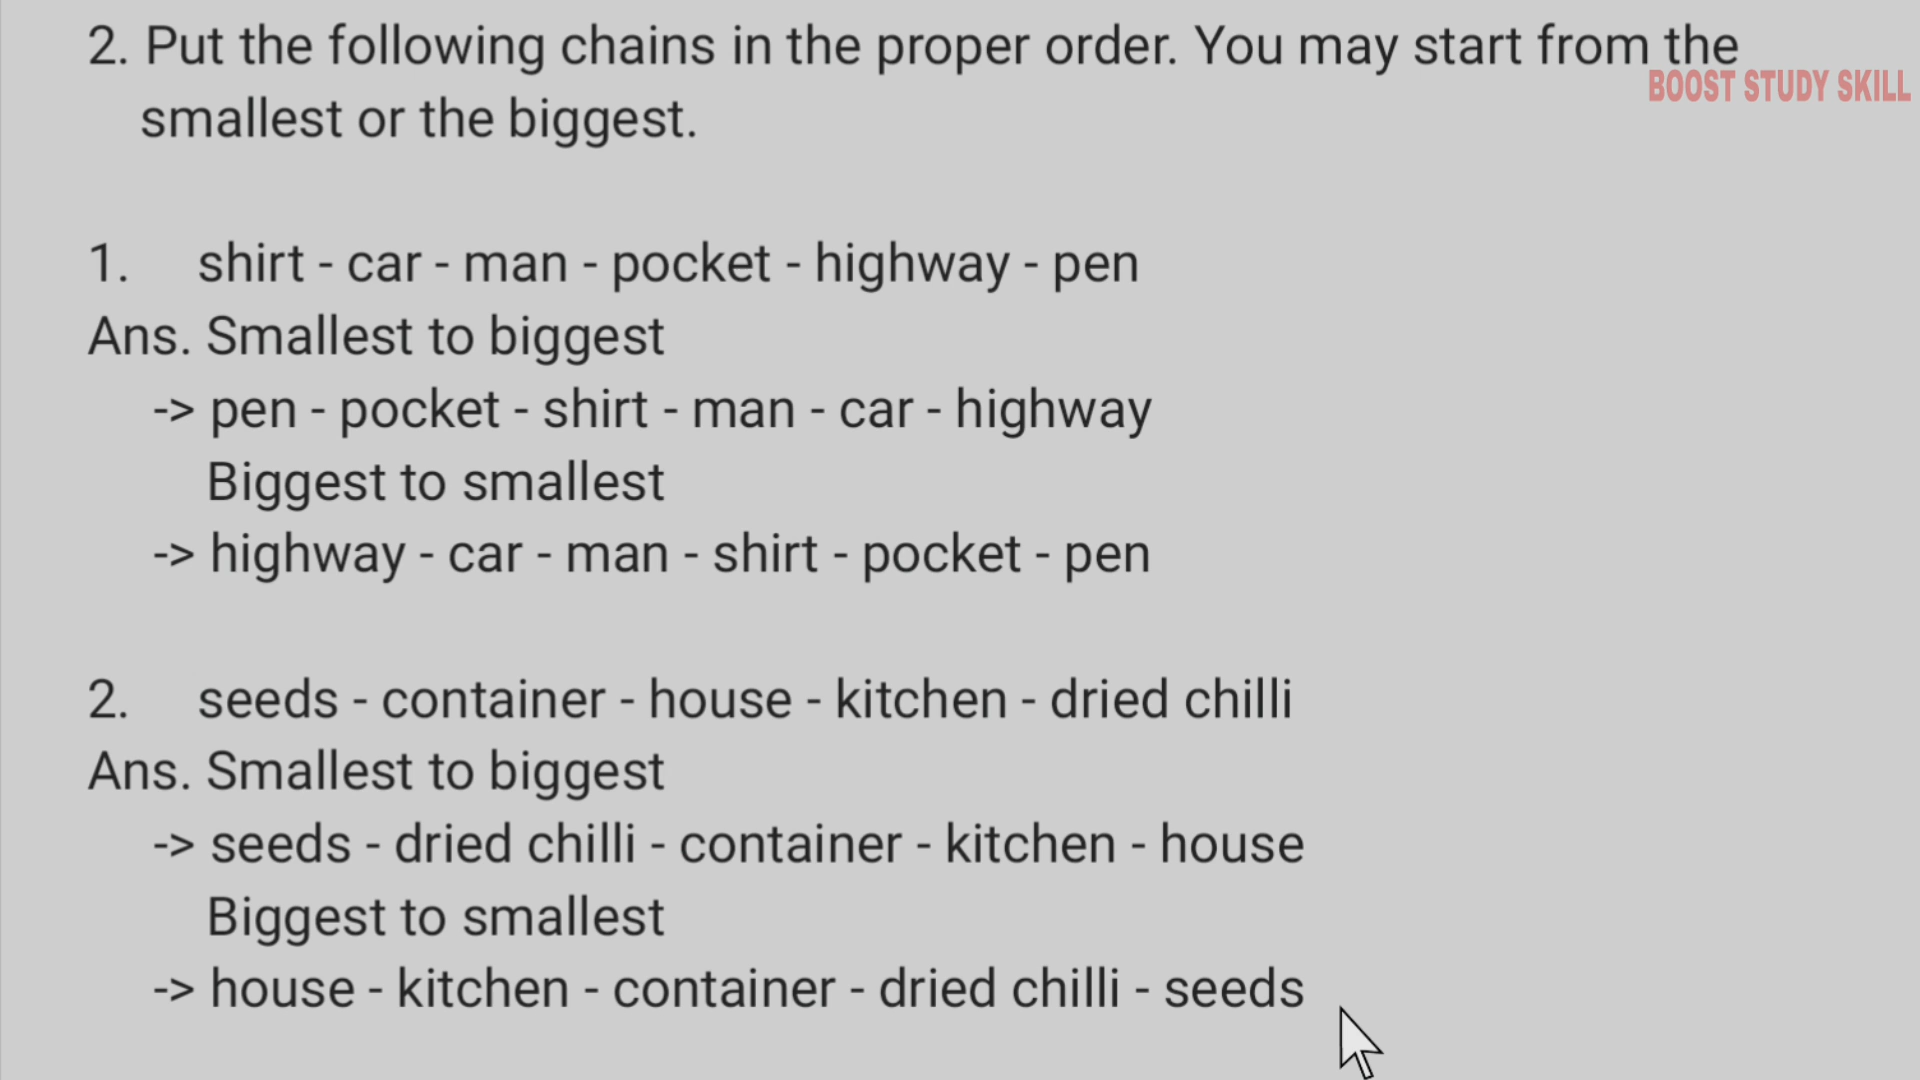 2. Put the following chains in the proper order. You may start from the
BOOST STUDY SKILL
smallest or the biggest.
1. shirt - car - man - pocket - highway - pen
Ans. Smallest to biggest
-> pen - pocket - shirt - man - car - highway
Biggest to smallest
-> highway - car - man - shirt - pocket - pen
2. seeds - container - house - kitchen - dried chilli
Ans. Smallest to biggest
-> seeds - dried chilli - container - kitchen - house
Biggest to smallest
-> house - kitchen - container - dried chilli - seeds